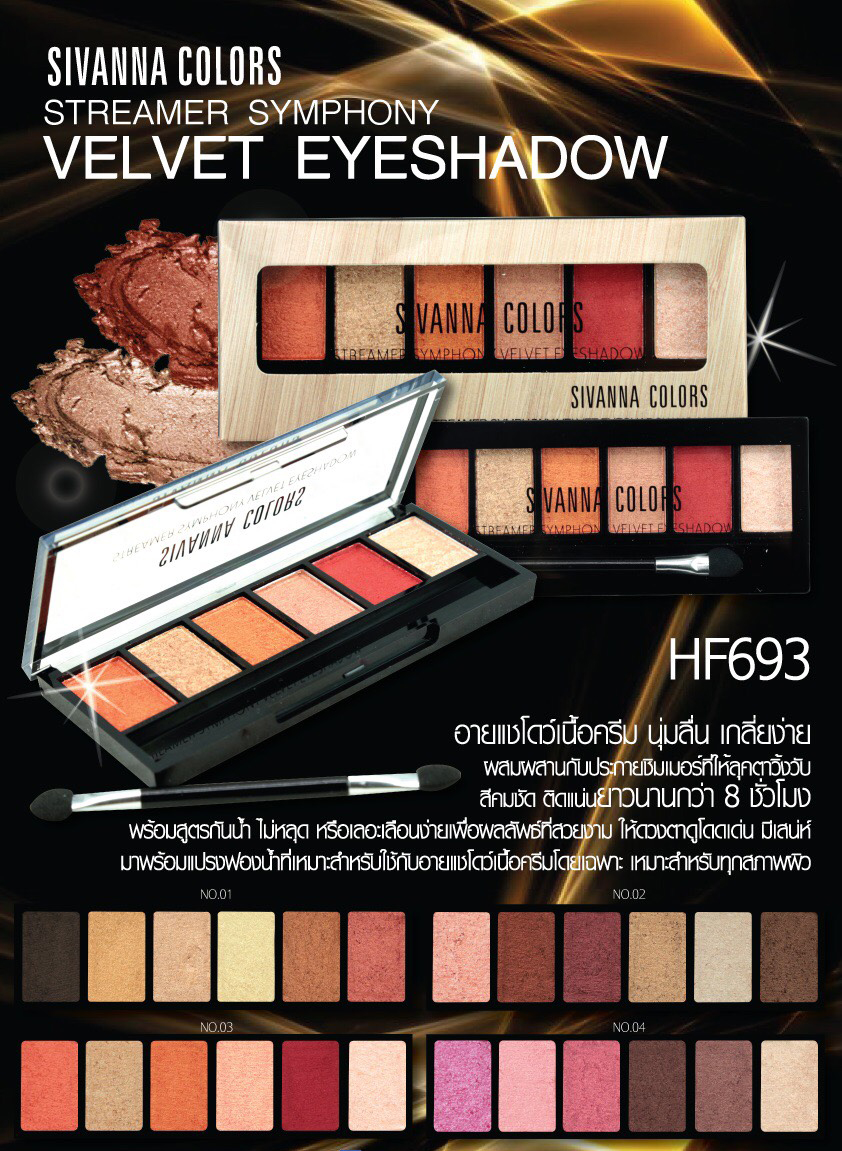 SIVANNA COLORS
STREAMER SYMPHONY
VELVET EYESHADOW
SIVANNA COLORS
STREAMER SYMPHONY VELVET EYESHADOW
SIVANNA COLORS
SIVANNA COLORS
STREAMER SYMPHONY VELVET EYESHADOW
STREAMER SYMPHONY VELVET EYESHADOW
SIVANNA COLORS
HF693
อายแชโดว์เนื้อครีม นุ่มลื่น เกลี่ยง่าย
ผสมผสานกับประกายชิมเมอร์ที่ให้ลุคตาวิ้งวับ
สีคมชัด ติดแน่นยาวนานกว่า 8 ชั่วโมง
พร้อมสูตรกันน้ำ ไม่หลุด หรือเลอะเลือนง่ายเพื่อผลลัพธ์ที่สวยงาม ให้ดวงตาดูโดดเด่น มีเสน่ห์
มาพร้อมแปรงฟองน้ำที่เหมาะสำหรับใช้กับอายแชโดว์เนื้อครีมโดยเฉพาะ เหมาะสำหรับทุกสภาพผิว
NO.01
NO.02
NO.03
NO.04